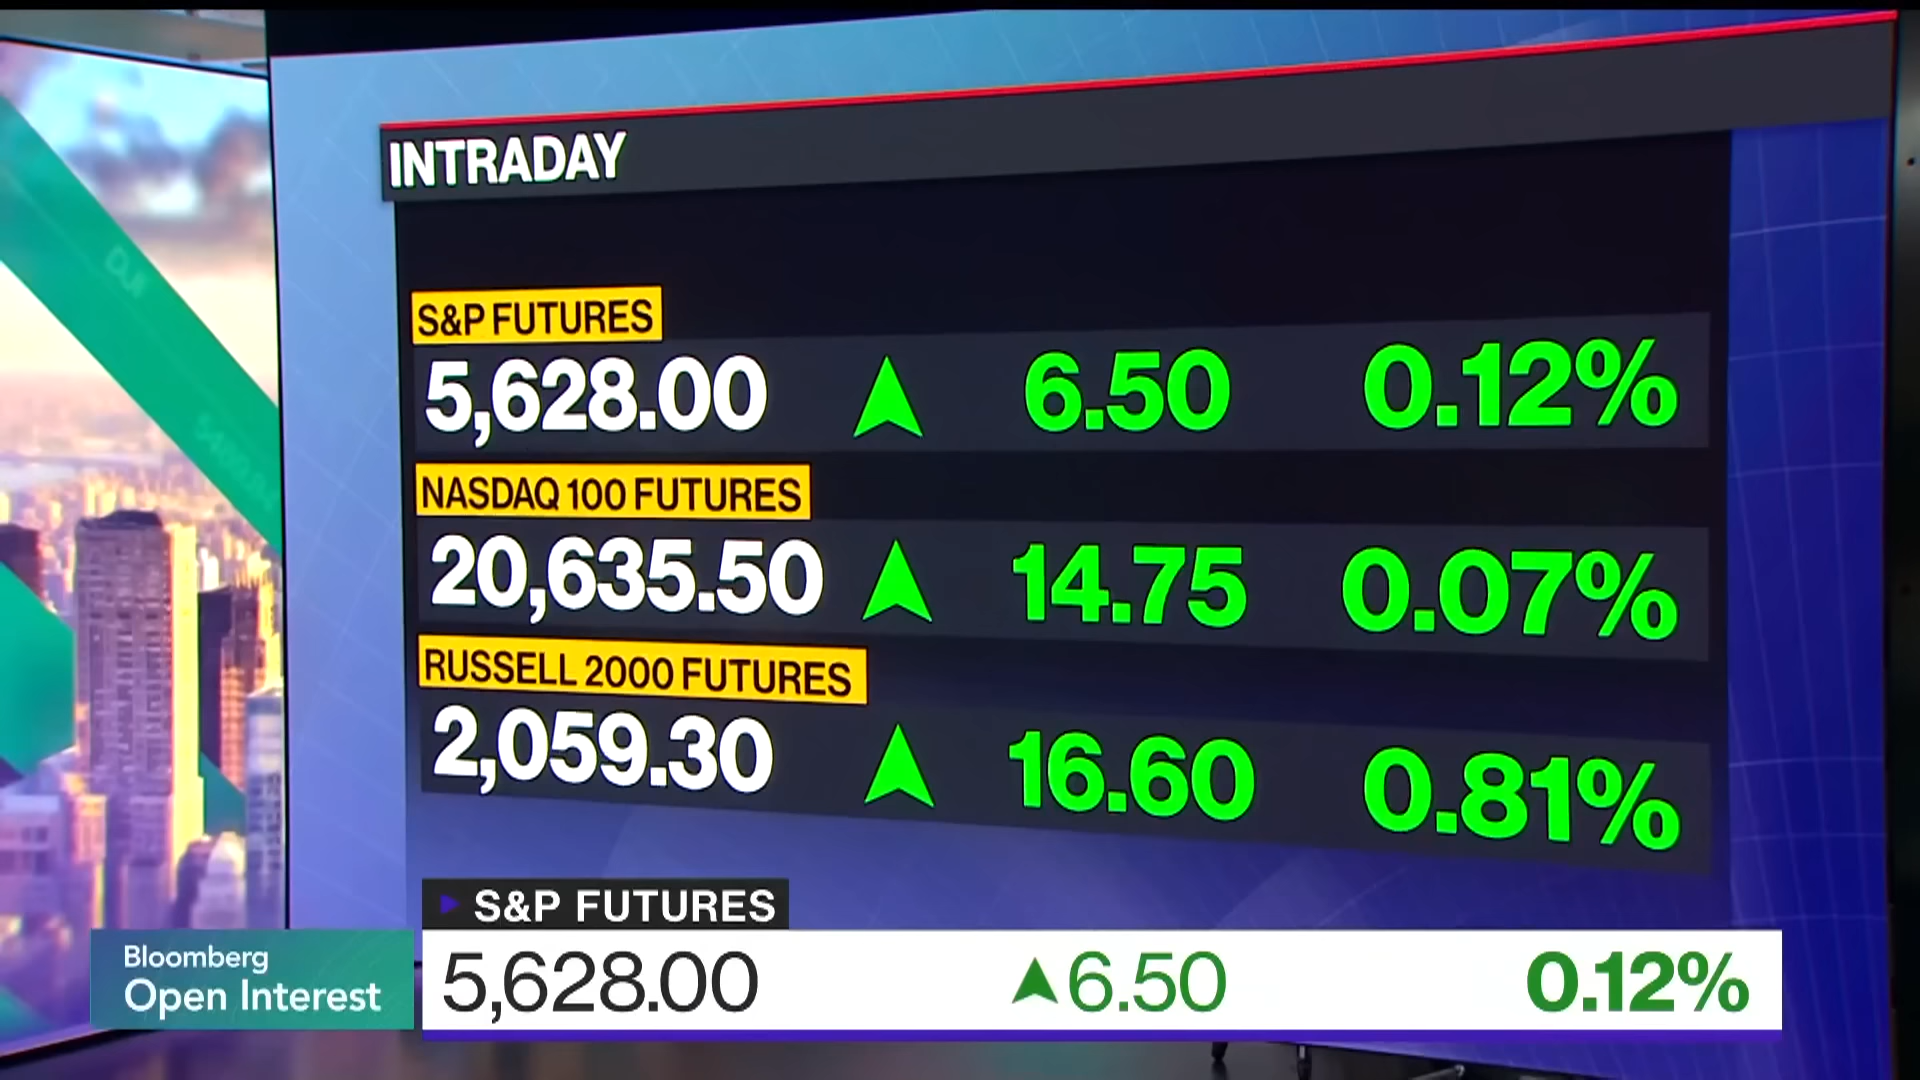 INTRADAY
S&P FUTURES
5,628.00 ▲ 6.50 0.12%
NASDAQ 100 FUTURES
20,635.50 ▲ 14.75 0.07%
RUSSELL 2000 FUTURES
2,059.30 ▲ 16.60 0.81%
DJI
S&P FUTURES
Bloomberg
Open Interest
5,628.00 ▲6.50 0.12%